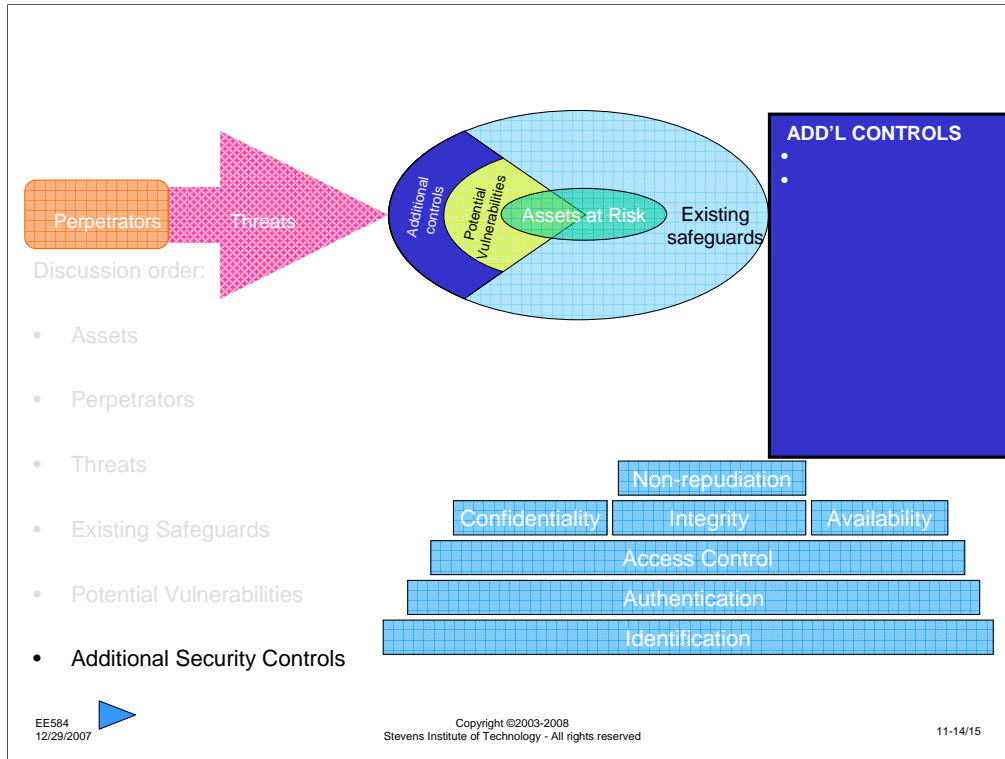 Perpetrators
Threats
Additional
controls
Potential
Vulnerabilities
Assets at Risk
Existing
safeguards
ADD'L CONTROLS
•
•
Discussion order:
• Assets
• Perpetrators
• Threats
• Existing Safeguards
• Potential Vulnerabilities
• Additional Security Controls
Non-repudiation
Confidentiality
Integrity
Availability
Access Control
Authentication
Identification
EE584
12/29/2007
Copyright ©2003-2008
Stevens Institute of Technology - All rights reserved
11-14/15